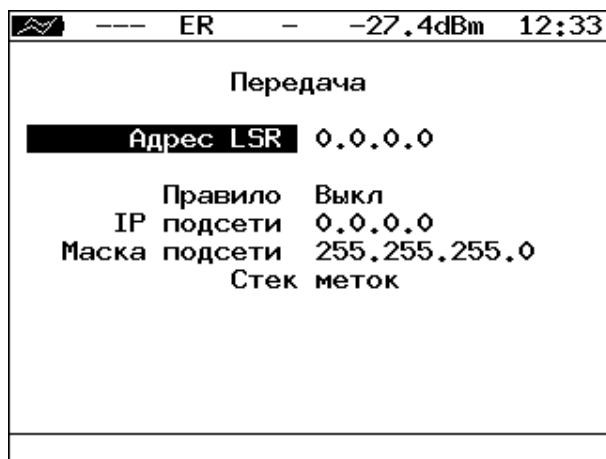 --- ER - -27.4dBm 12:33
Передача
Адрес LSR 0.0.0.0
Правило Выкл
IP подсети 0.0.0.0
Маска подсети 255.255.255.0
Стек меток